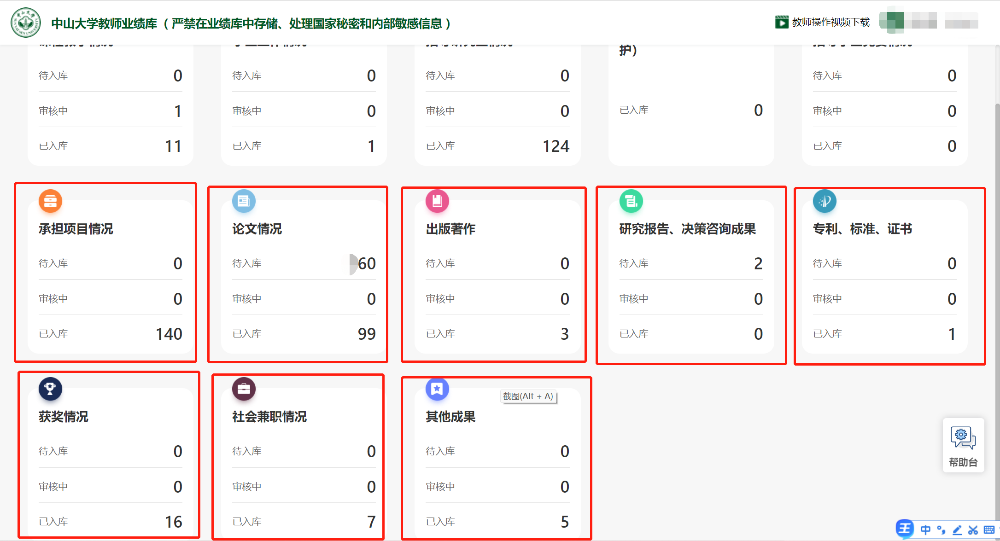 中山大学教师业绩库（严禁在业绩库中存储、处理国家秘密和内部敏感信息）
教师操作视频下载
护）
待入库 0
审核中 1
已入库 11
待入库 0
审核中 0
已入库 1
待入库 0
审核中 0
已入库 124
已入库 0
待入库 0
审核中 0
已入库 0
承担项目情况
待入库 0
审核中 0
已入库 140
论文情况
待入库 60
审核中 0
已入库 99
出版著作
待入库 0
审核中 0
已入库 3
研究报告、决策咨询成果
待入库 2
审核中 0
已入库 0
专利、标准、证书
待入库 0
审核中 0
已入库 1
获奖情况
待入库 0
审核中 0
已入库 16
社会兼职情况
待入库 0
审核中 0
已入库 7
其他成果
截图(Alt + A)
待入库 0
审核中 0
已入库 5
帮助台
王 中